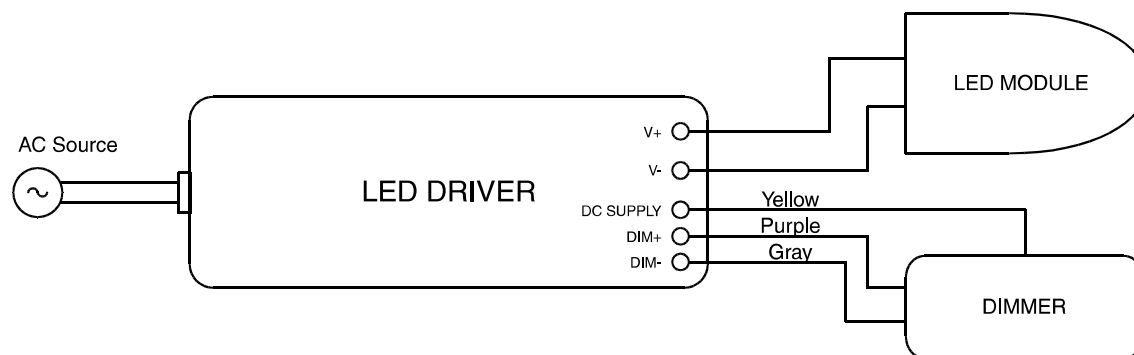 AC Source
LED DRIVER
V+
V-
DC SUPPLY
DIM+
DIM-
Yellow
Purple
Gray
LED MODULE
DIMMER